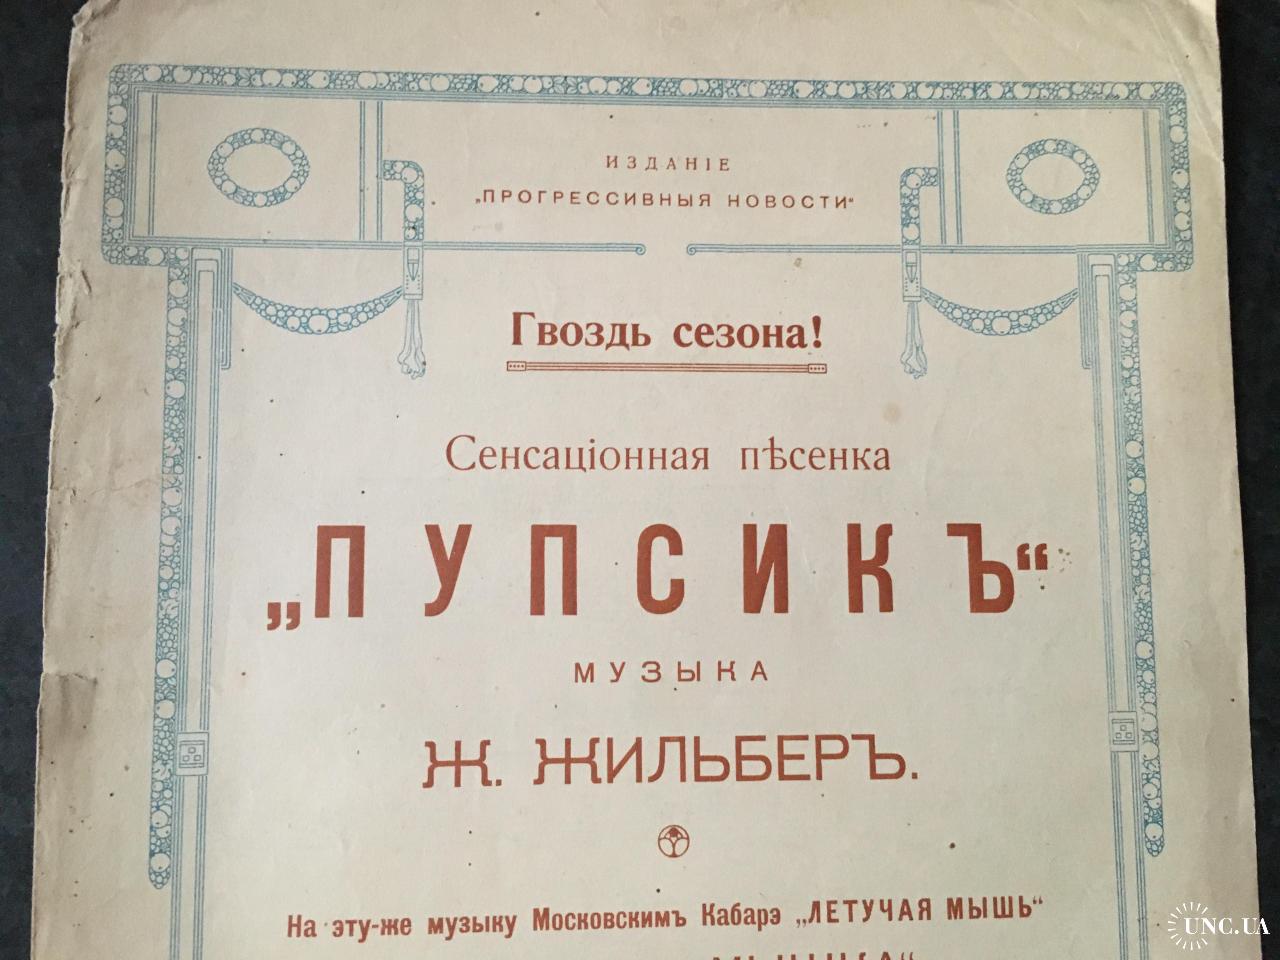 ИЗДАНІЕ
„ПРОГРЕССИВНЫЯ НОВОСТИ“
Гвоздь сезона!
Сенсаціонная пѣсенка
„ПУПСИКЪ“
МУЗЫКА
Ж. ЖИЛЬБЕРЪ.
На эту-же музыку Московскимъ Кабарэ „ЛЕТУЧАЯ МЫШЬ“
UNC.UA